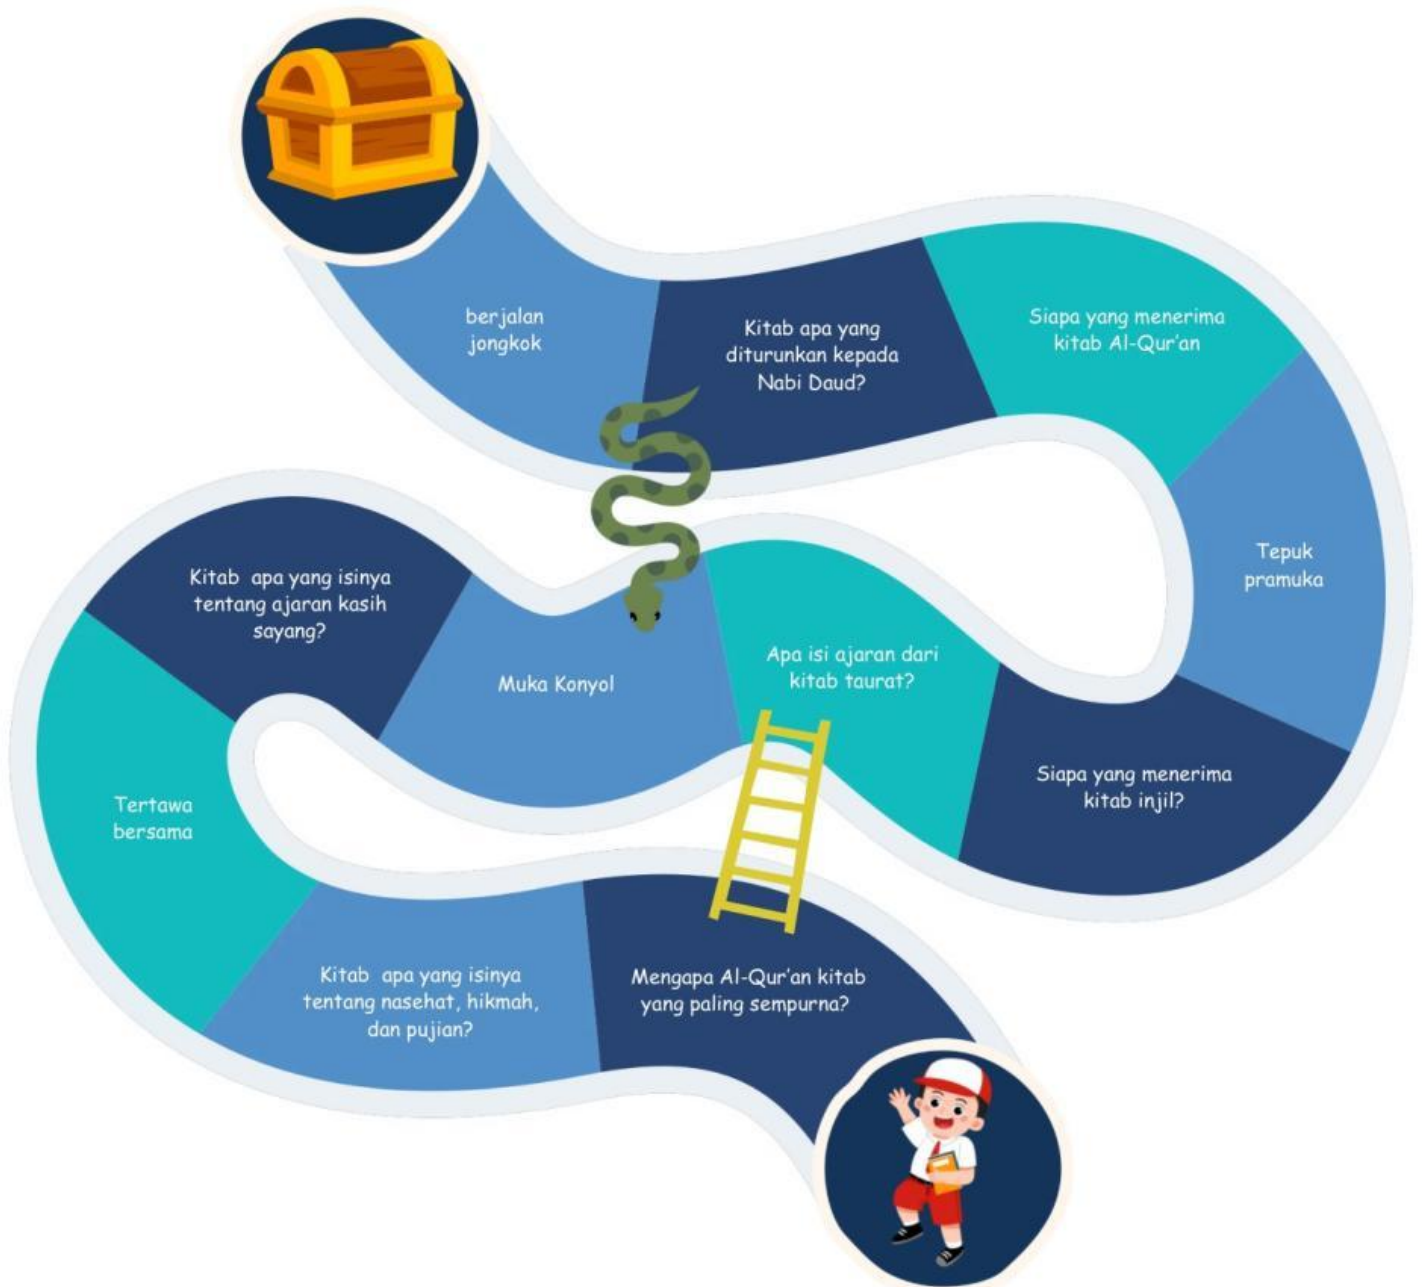 berjalan
jongkok
Kitab apa yang
diturunkan kepada
Nabi Daud?
Siapa yang menerima
kitab Al-Qur'an
Tepuk
pramuka
Kitab apa yang isinya
tentang ajaran kasih
sayang?
Muka Konyol
Apa isi ajaran dari
kitab taurat?
Siapa yang menerima
kitab injil?
Tertawa
bersama
Kitab apa yang isinya
tentang nasehat, hikmah,
dan pujian?
Mengapa Al-Qur'an kitab
yang paling sempurna?